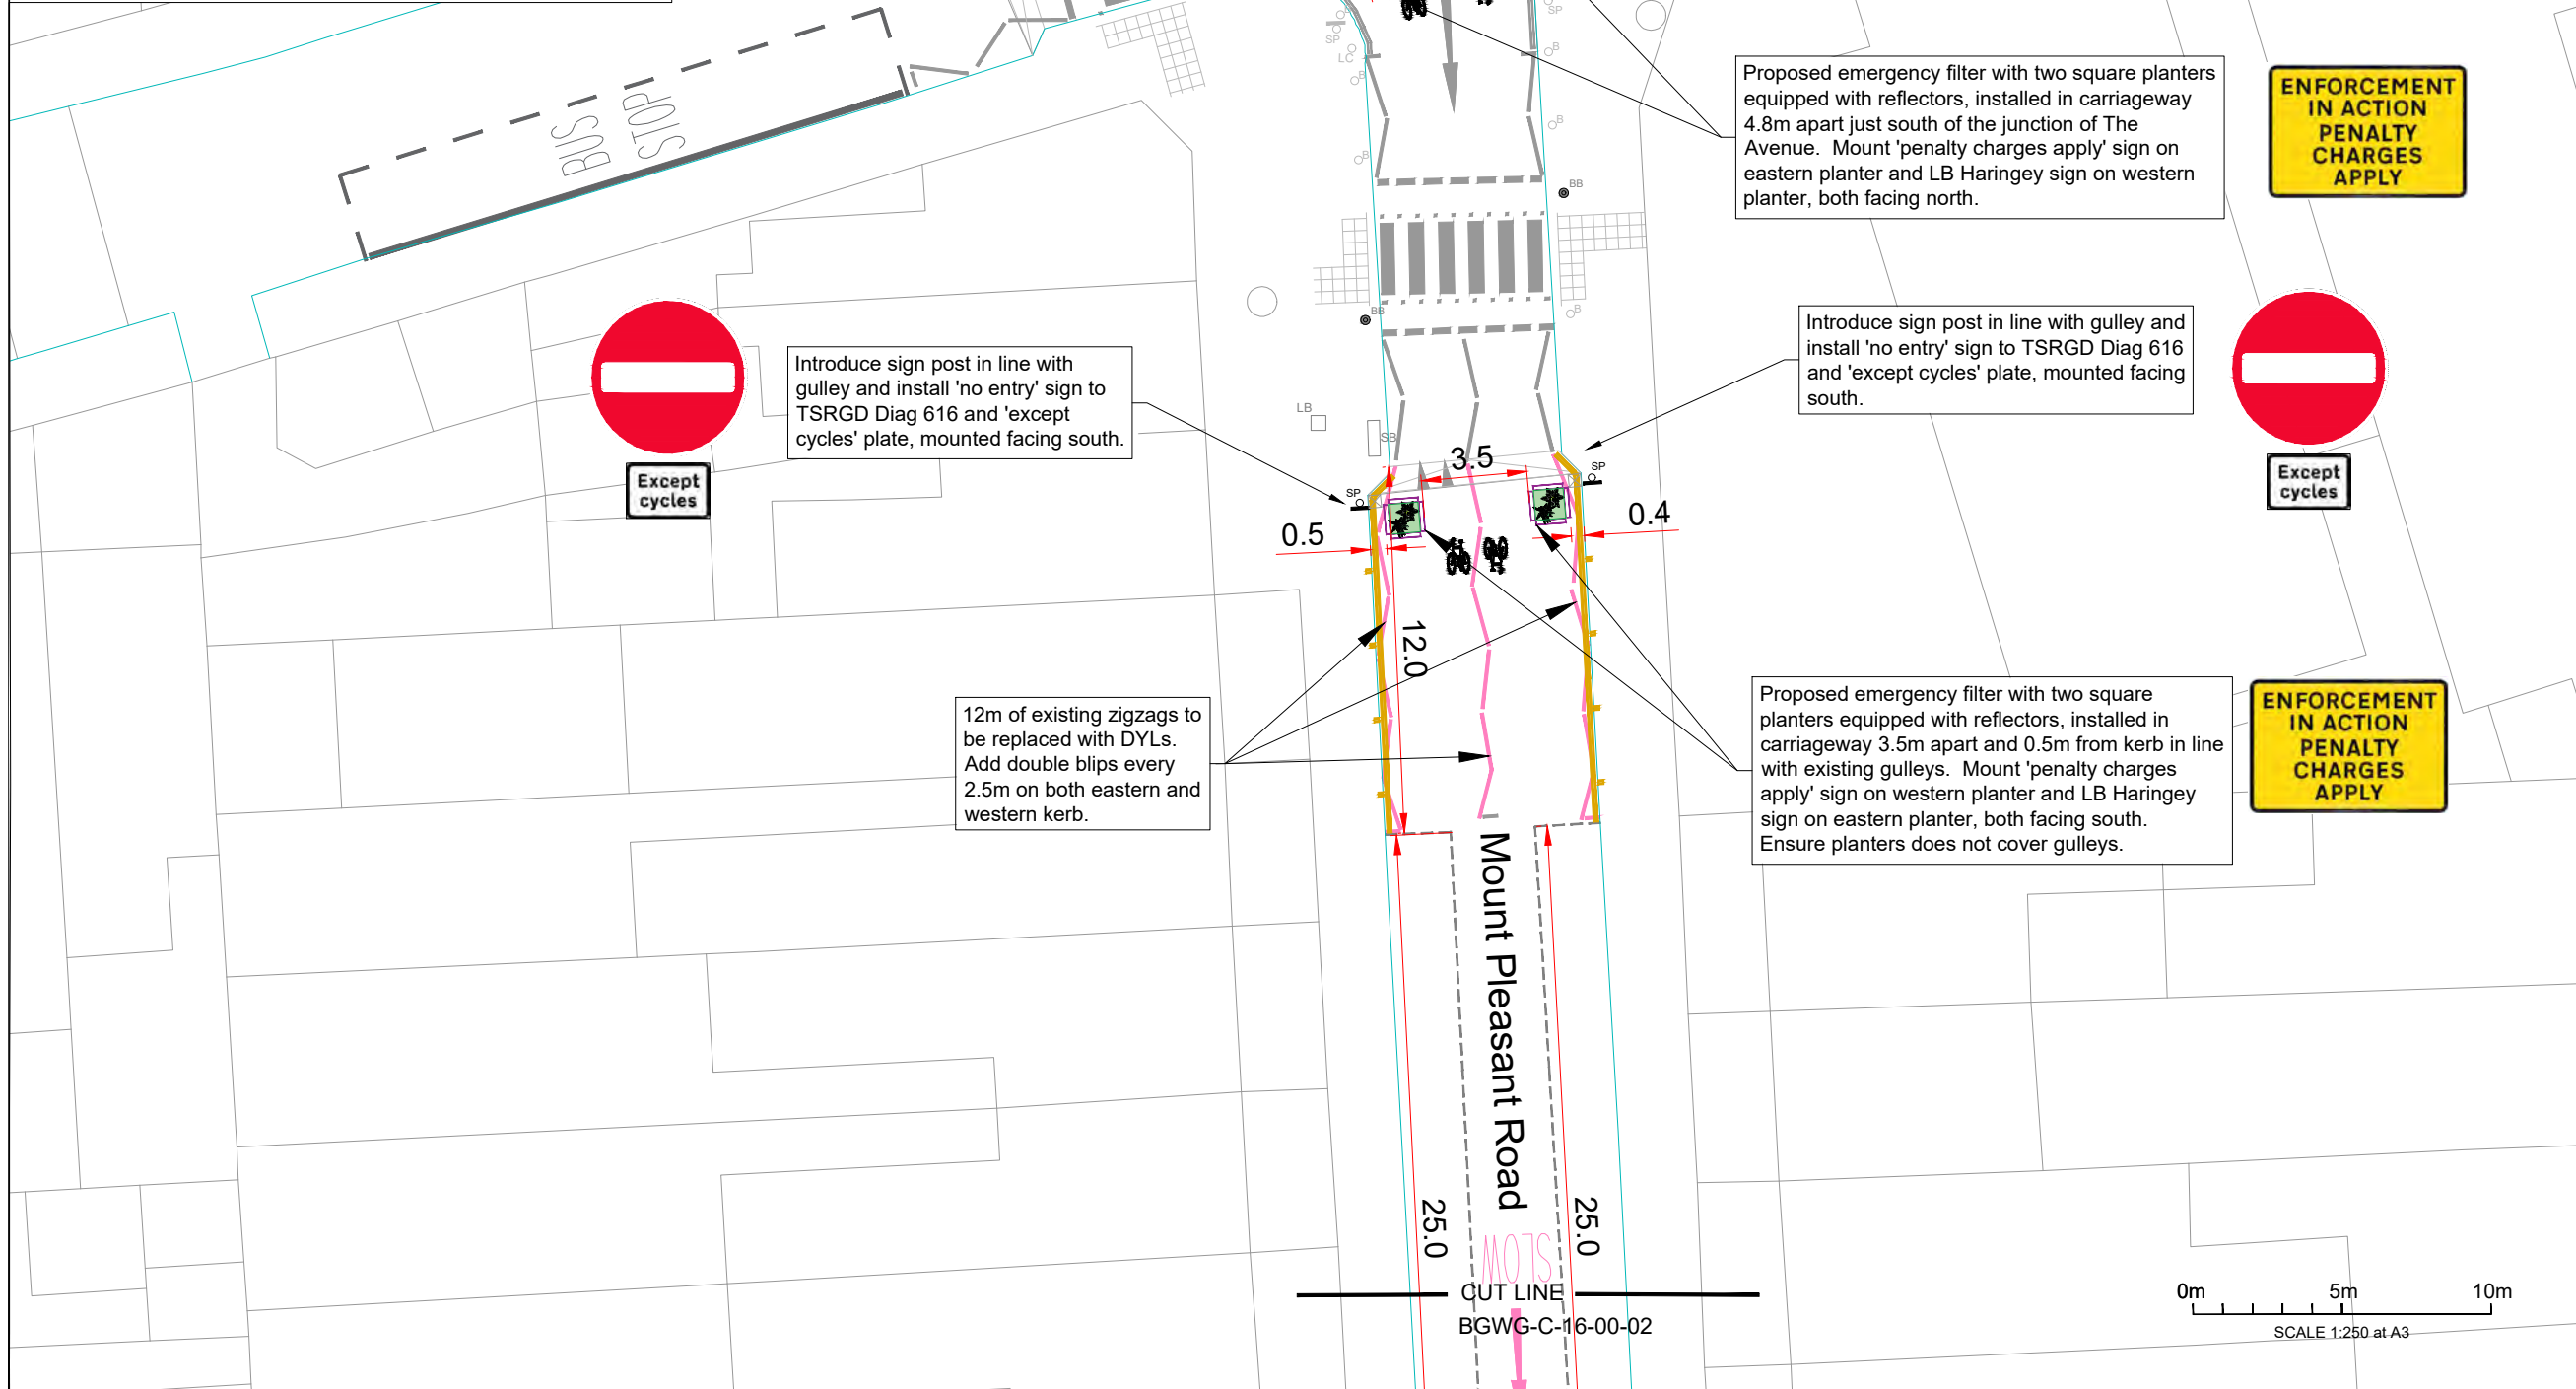 SP
SP
LC
B
B
B
B
B
B
BUS
STOP
BB
BB
B
LB
SB
SP
SP
Proposed emergency filter with two square planters
equipped with reflectors, installed in carriageway
4.8m apart just south of the junction of The
Avenue. Mount 'penalty charges apply' sign on
eastern planter and LB Haringey sign on western
planter, both facing north.
ENFORCEMENT
IN ACTION
PENALTY
CHARGES
APPLY
Introduce sign post in line with
gulley and install 'no entry' sign to
TSRGD Diag 616 and 'except
cycles' plate, mounted facing south.
Except
cycles
Introduce sign post in line with gulley and
install 'no entry' sign to TSRGD Diag 616
and 'except cycles' plate, mounted facing
south.
Except
cycles
3.5
0.5
0.4
12.0
12m of existing zigzags to
be replaced with DYLs.
Add double blips every
2.5m on both eastern and
western kerb.
Proposed emergency filter with two square
planters equipped with reflectors, installed in
carriageway 3.5m apart and 0.5m from kerb in line
with existing gulleys. Mount 'penalty charges
apply' sign on western planter and LB Haringey
sign on eastern planter, both facing south.
Ensure planters does not cover gulleys.
ENFORCEMENT
IN ACTION
PENALTY
CHARGES
APPLY
Mount Pleasant Road
25.0
25.0
SLOW
CUT LINE
BGWG-C-16-00-02
0m
5m
10m
SCALE 1:250 at A3